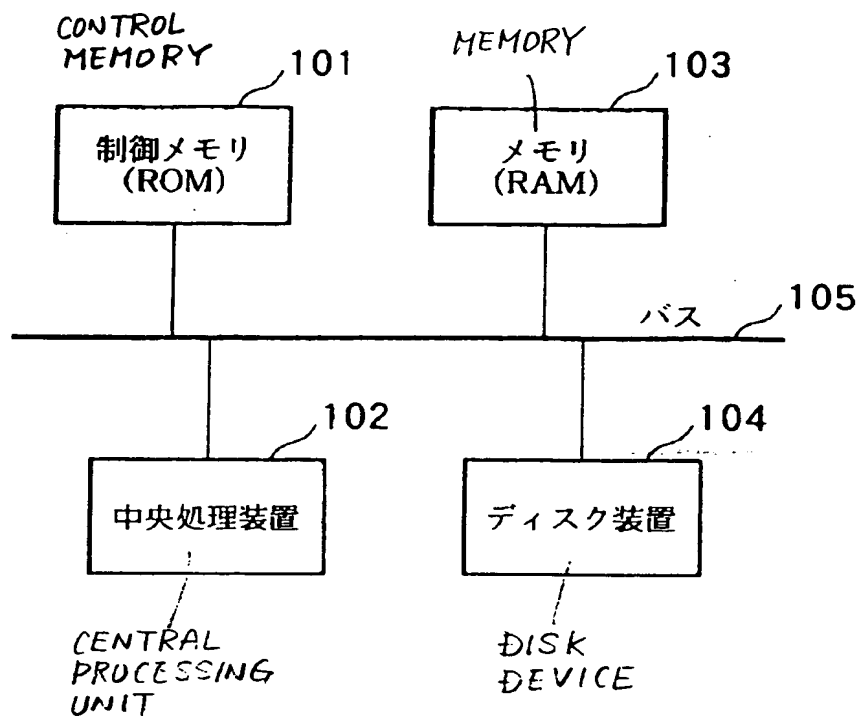 CONTROL
MEMORY
101
制御メモリ
(ROM)
MEMORY
103
メモリ
(RAM)
バス
105
102
中央処理装置
104
ディスク装置
CENTRAL
PROCESSING
UNIT
DISK
DEVICE